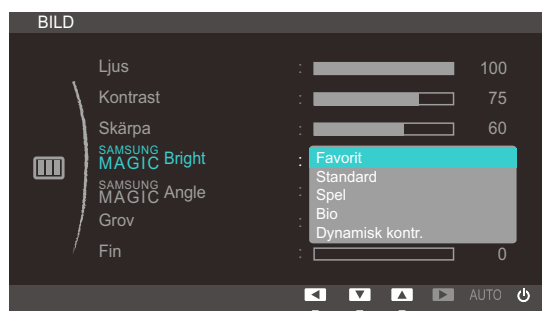 BILD
Ljus : 100
Kontrast : 75
Skärpa : 60
SAMSUNG MAGIC Bright : Favorit
Standard
SAMSUNG MAGIC Angle : Spel
Grov : Bio
Dynamisk kontr.
Fin : 0
AUTO